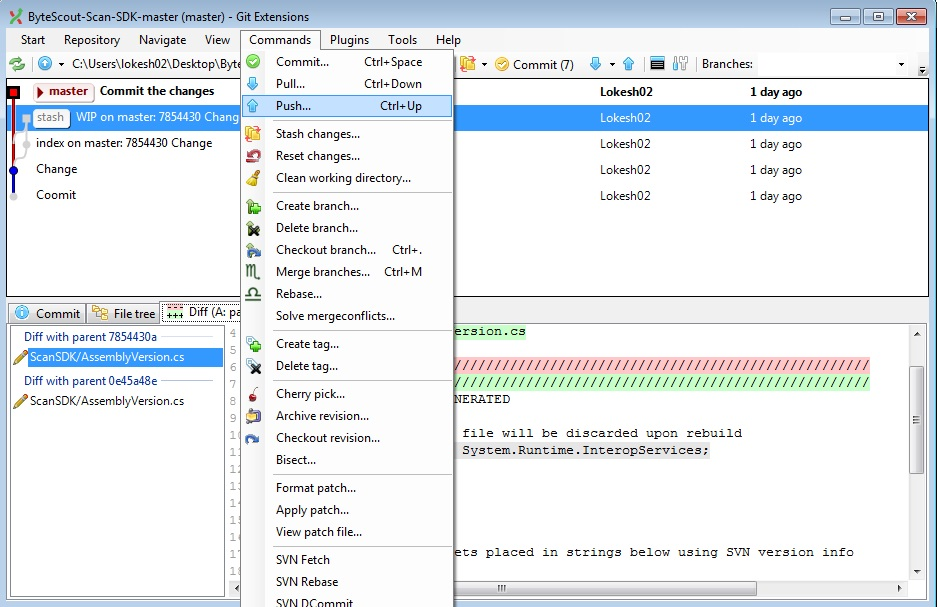 ByteScout-Scan-SDK-master (master) - Git Extensions
Start Repository Navigate View Commands Plugins Tools Help
C:\Users\lokesh02\Desktop\Byte
Commit (7) Branches:
Commit... Ctrl+Space
Pull... Ctrl+Down
Push... Ctrl+Up
Stash changes...
Reset changes...
Clean working directory...
Create branch...
Delete branch...
Checkout branch... Ctrl+.
Merge branches... Ctrl+M
Rebase...
Solve mergeconflicts...
Create tag...
Delete tag...
Cherry pick...
Archive revision...
Checkout revision...
Bisect...
Format patch...
Apply patch...
View patch file...
SVN Fetch
SVN Rebase
SVN DCommit
master Commit the changes Lokesh02 1 day ago
stash WIP on master: 7854430 Chang Lokesh02 1 day ago
index on master: 7854430 Change Lokesh02 1 day ago
Change Lokesh02 1 day ago
Coomit Lokesh02 1 day ago
Commit File tree Diff (A: pa
Diff with parent 7854430a
ScanSDK/AssemblyVersion.cs
Diff with parent 0e45a48e
ScanSDK/AssemblyVersion.cs
4 ersion.cs
5
6 ////////////////////////////////////////////////////
7 ////////////////////////////////////////////////////
8 NERATED
9
10 file will be discarded upon rebuild
11 System.Runtime.InteropServices;
12
13
14
15
16
17 ets placed in strings below using SVN version info
18